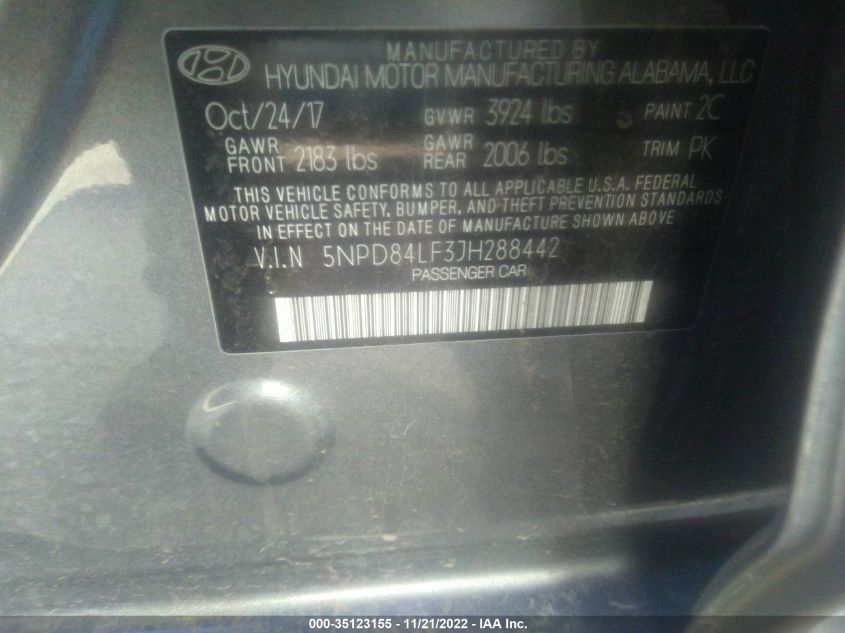 MANUFACTURED BY
HYUNDAI MOTOR MANUFACTURING ALABAMA, LLC
Oct/24/17 GVWR 3924 lbs PAINT 2C
GAWR FRONT 2183 lbs GAWR REAR 2006 lbs TRIM PK
THIS VEHICLE CONFORMS TO ALL APPLICABLE U.S.A. FEDERAL
MOTOR VEHICLE SAFETY, BUMPER, AND THEFT PREVENTION STANDARDS
IN EFFECT ON THE DATE OF MANUFACTURE SHOWN ABOVE
V.I.N 5NPD84LF3JH288442
PASSENGER CAR
000-35123155 - 11/21/2022 - IAA Inc.